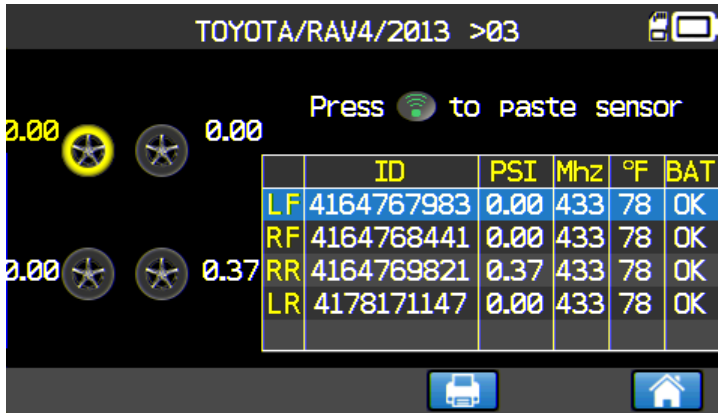 TOYOTA/RAV4/2013 >03
Press to paste sensor
0.00 0.00
0.00 0.37
ID PSI Mhz °F BAT
LF 4164767983 0.00 433 78 OK
RF 4164768441 0.00 433 78 OK
RR 4164769821 0.37 433 78 OK
LR 4178171147 0.00 433 78 OK